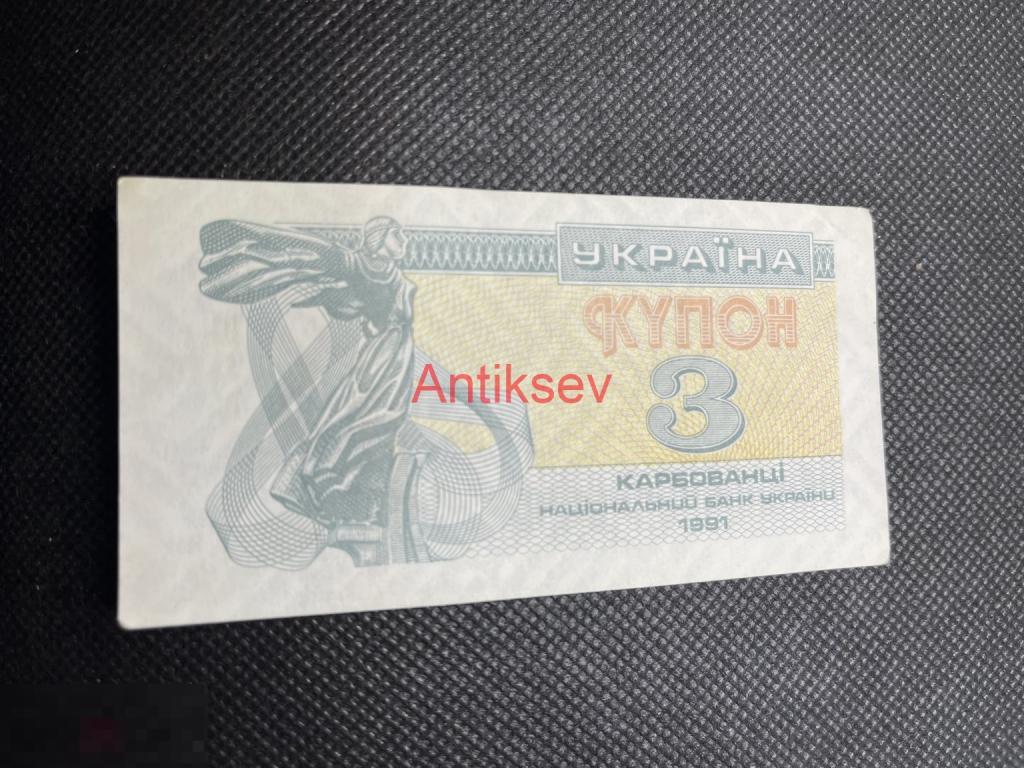 УКРАЇНА
КУПОН
Antiksev
3
КАРБОВАНЦІ
НАЦІОНАЛЬНИЙ БАНК УКРАЇНИ
1991